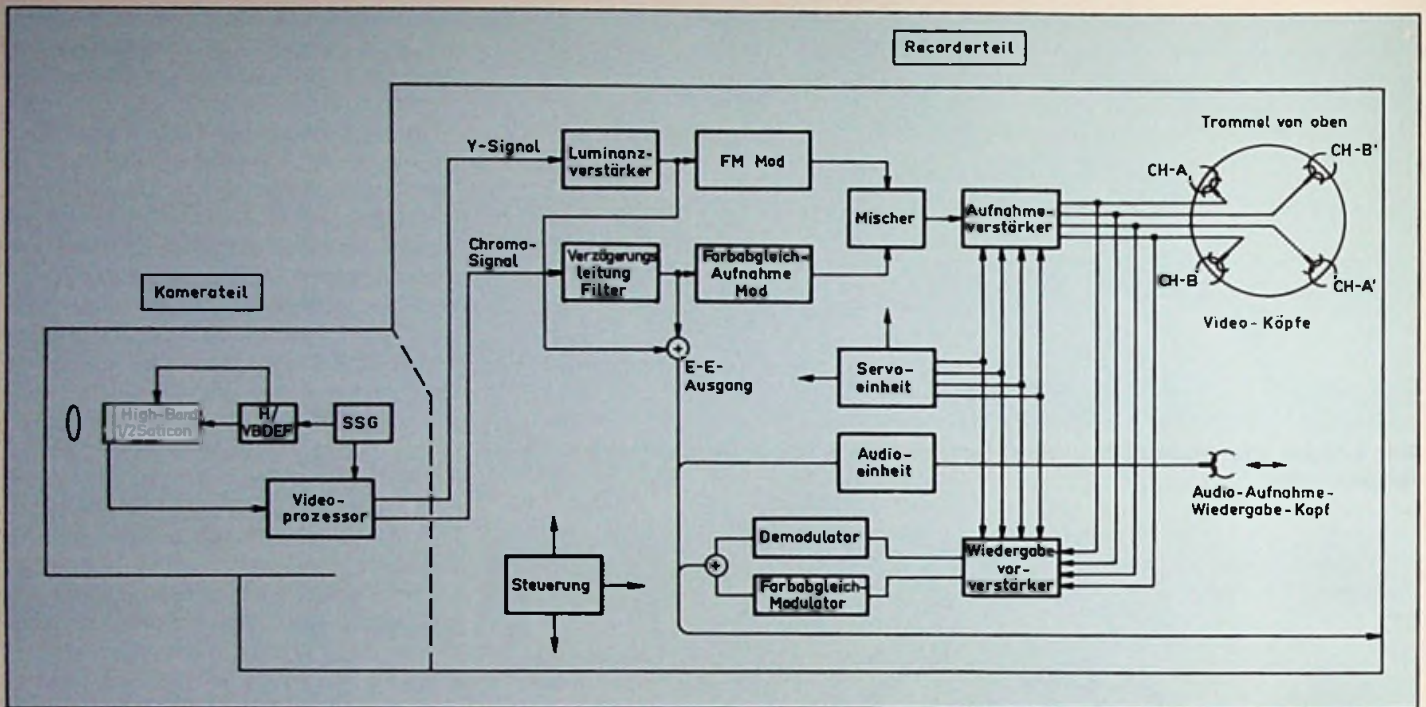 Recorderteil
Trommel von oben
CH-B'
CH-A
Y-Signal
Luminanz-
verstärker
FM Mod
Mischer
Aufnahme-
verstärker
Chroma-
Signal
Verzögerungs
leitung
Filter
Farbabgleich-
Aufnahme
Mod
CH-B
CH-A'
Video-Köpfe
Kamerateil
E-E-
Ausgang
Servo-
einheit
High-Band
1/2Saticon
H/
VBDEF
SSG
Audio-
einheit
Audio-Aufnahme-
Wiedergabe-Kopf
Video-
prozessor
Demodulator
Wiedergabe
vor-
verstärker
Steuerung
Farbabgleich-
Modulator